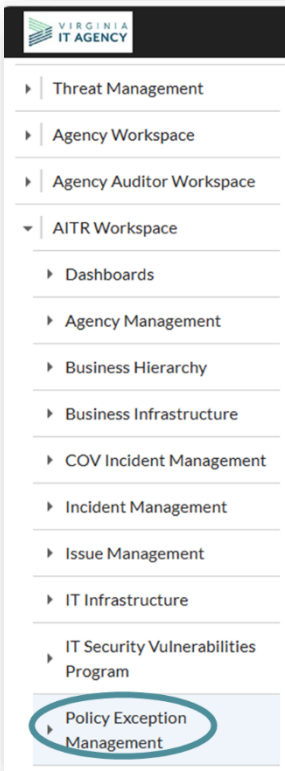 VIRGINIA
IT AGENCY
Threat Management
Agency Workspace
Agency Auditor Workspace
AITR Workspace
Dashboards
Agency Management
Business Hierarchy
Business Infrastructure
COV Incident Management
Incident Management
Issue Management
IT Infrastructure
IT Security Vulnerabilities
Program
Policy Exception
Management